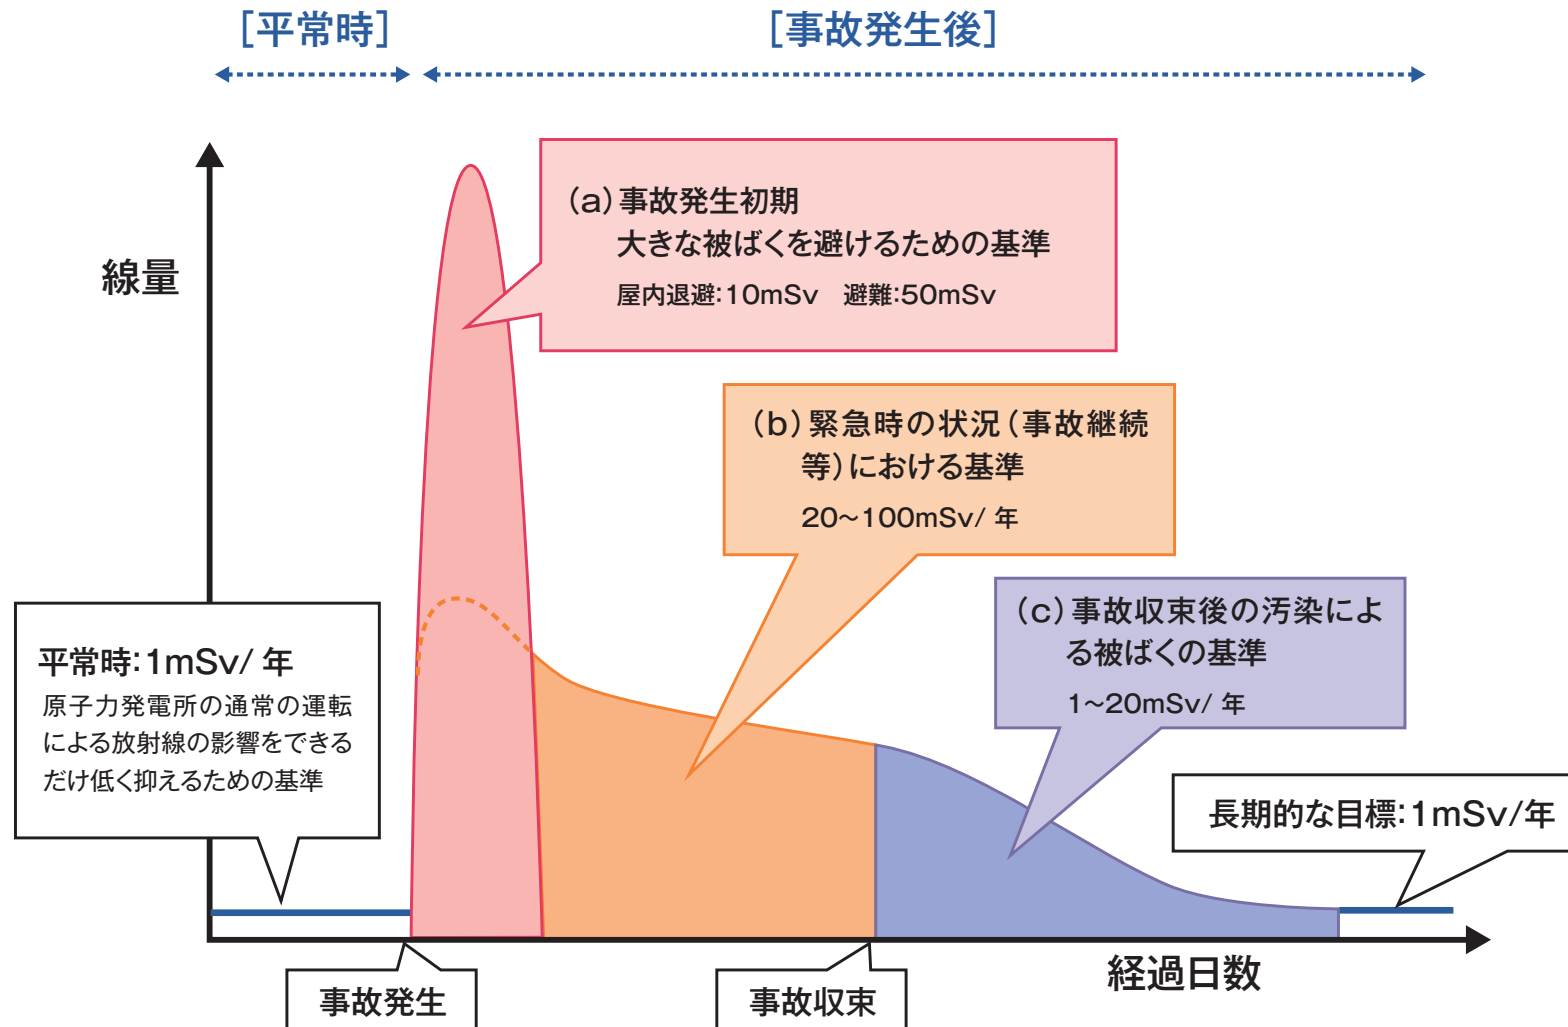 ［平常時］
［事故発生後］
線量
（a）事故発生初期
大きな被ばくを避けるための基準
屋内退避：10mSv　避難：50mSv
（b）緊急時の状況（事故継続
等）における基準
20～100mSv/ 年
（c）事故収束後の汚染によ
る被ばくの基準
1～20mSv/ 年
平常時：1mSv/ 年
原子力発電所の通常の運転
による放射線の影響をできる
だけ低く抑えるための基準
長期的な目標：1mSv/年
経過日数
事故発生
事故収束